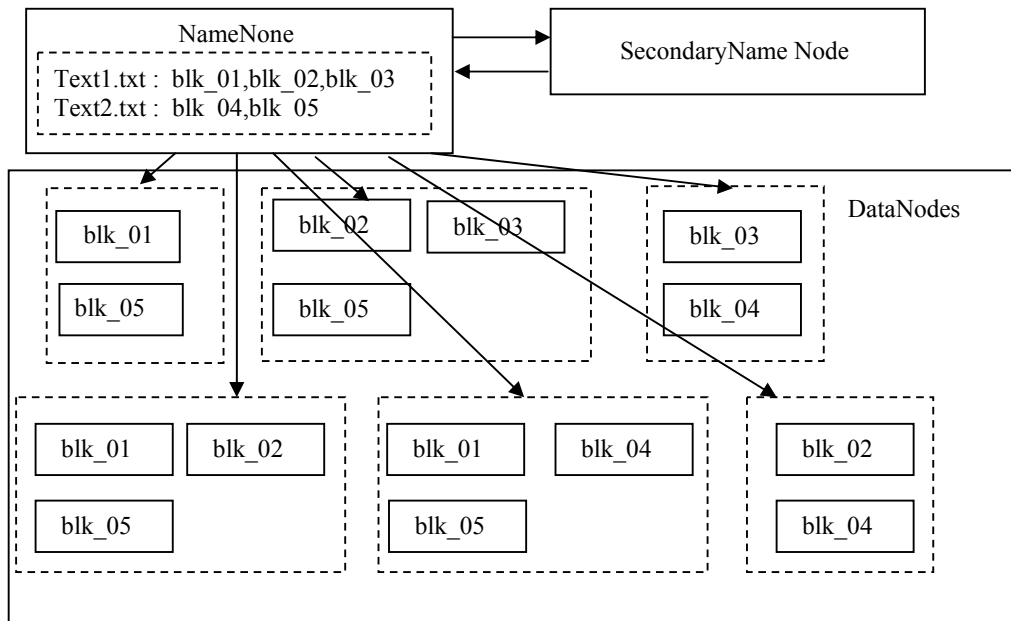 NameNone
SecondaryName Node
Text1.txt : blk_01,blk_02,blk_03
Text2.txt : blk_04,blk_05
DataNodes
blk_01
blk_05
blk_02
blk_03
blk_05
blk_03
blk_04
blk_01
blk_02
blk_05
blk_01
blk_04
blk_05
blk_02
blk_04